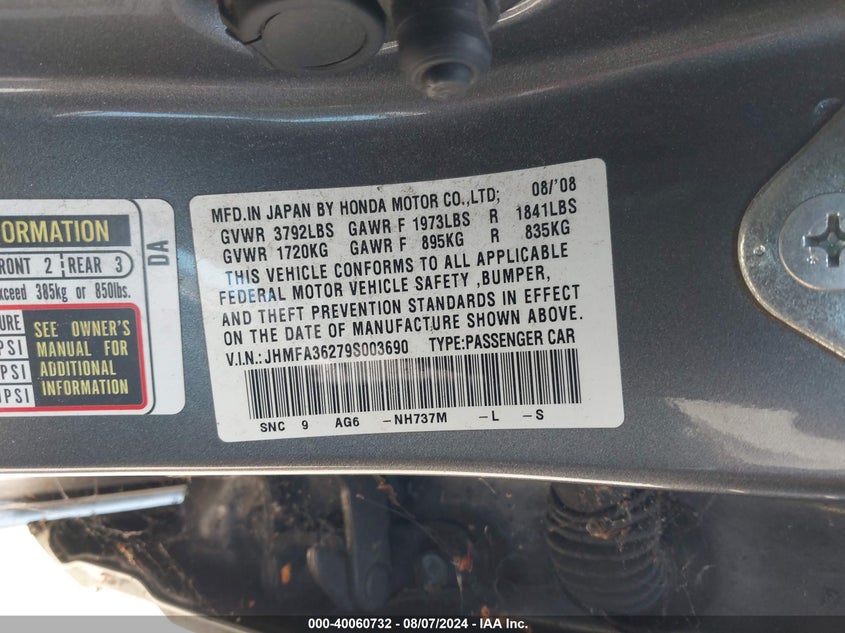 MFD.IN JAPAN BY HONDA MOTOR CO.,LTD; 08/'08
GVWR 3792LBS GAWR F 1973LBS R 1841LBS
GVWR 1720KG GAWR F 895KG R 835KG
THIS VEHICLE CONFORMS TO ALL APPLICABLE
FEDERAL MOTOR VEHICLE SAFETY ,BUMPER,
AND THEFT PREVENTION STANDARDS IN EFFECT
ON THE DATE OF MANUFACTURE SHOWN ABOVE.
V.I.N.:JHMFA36279S003690 TYPE:PASSENGER CAR
SNC 9 AG6 -NH737M -L -S
ORMATION
RONT 2 REAR 3
xceed 385kg or 850lbs.
URE
PSI
PSI
PSI
SEE OWNER'S
MANUAL FOR
ADDITIONAL
INFORMATION
DA
000-40060732 - 08/07/2024 - IAAI Inc.